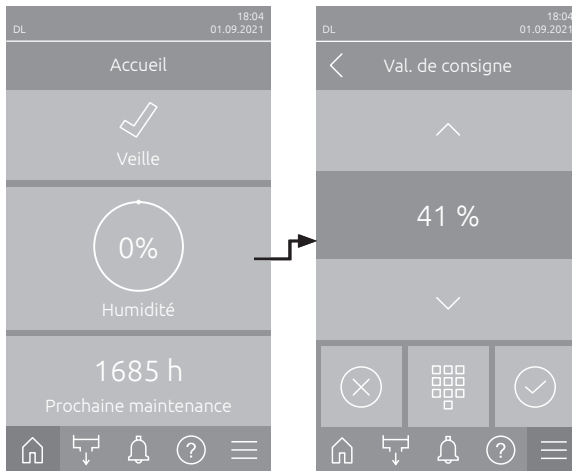 18:04
DL 01.09.2021
Accueil
Veille
0%
Humidité
1685 h
Prochaine maintenance
?
18:04
DL 01.09.2021
Val. de consigne
41 %
?